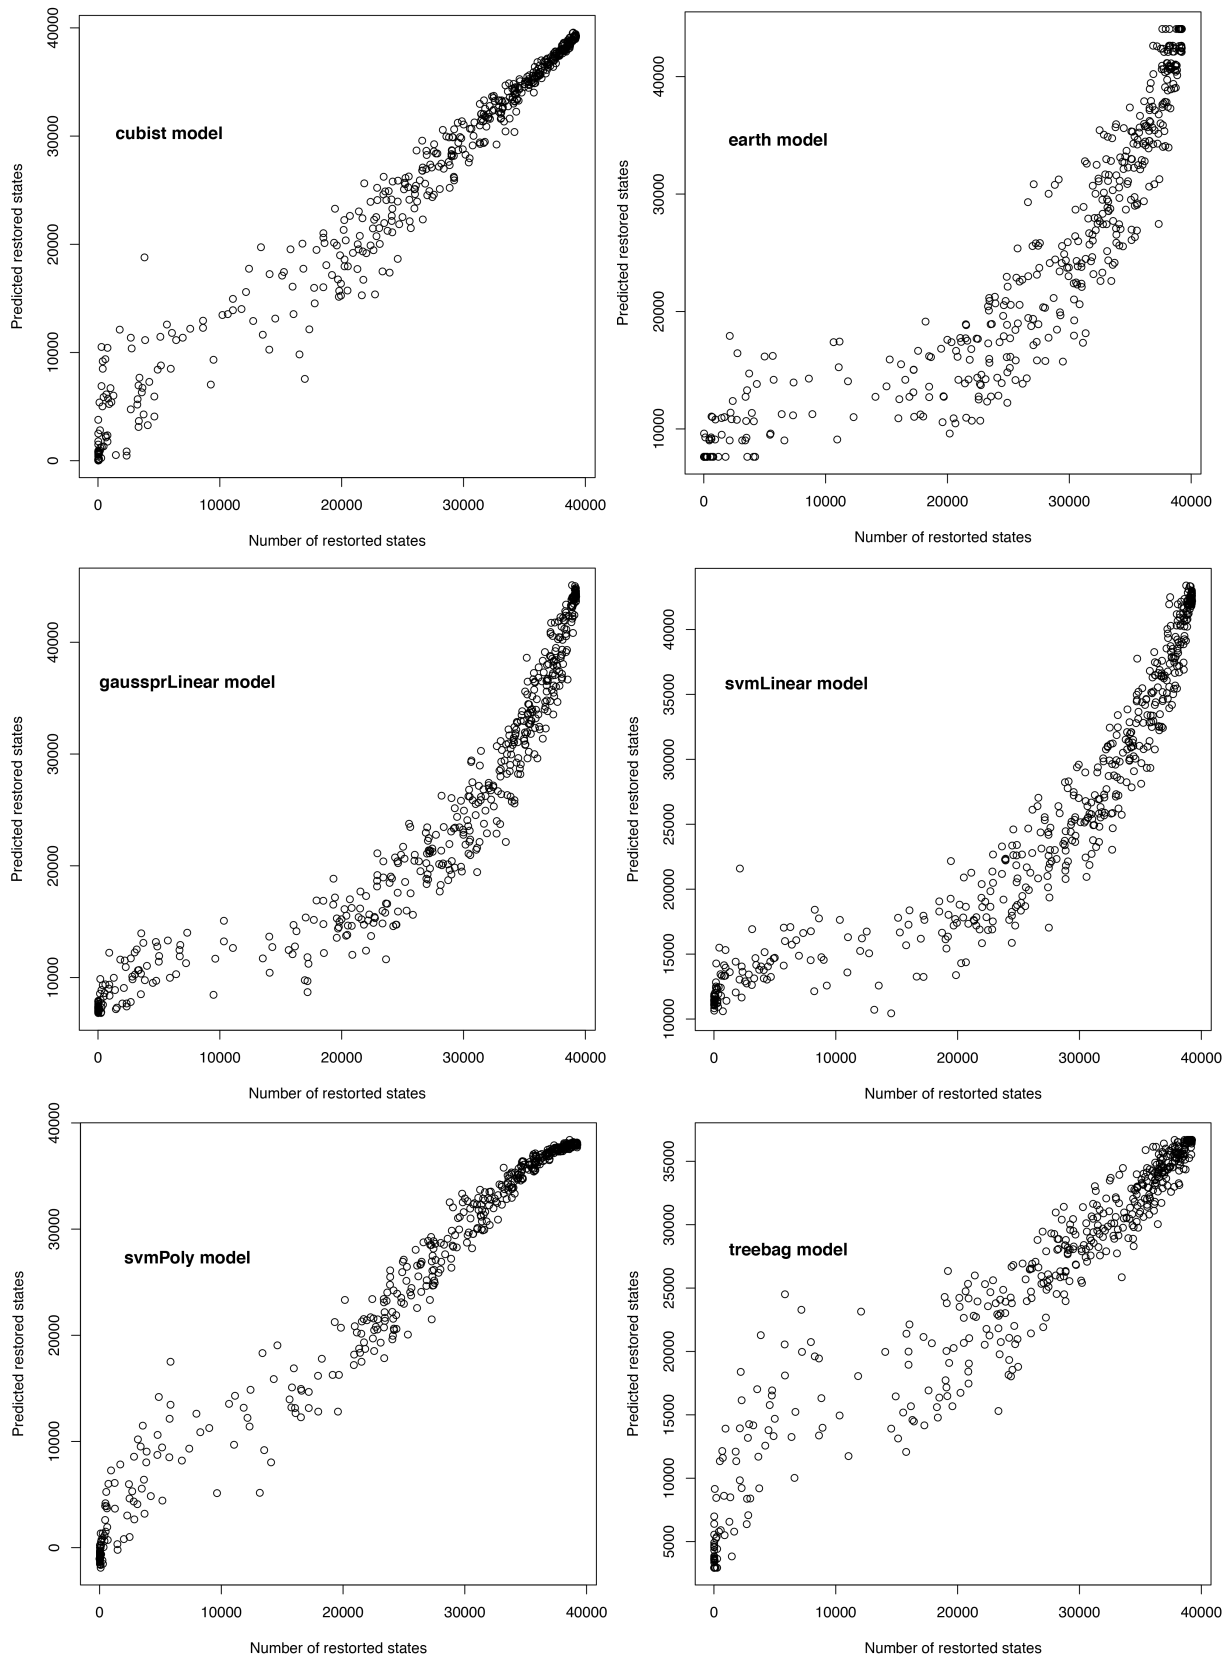 cubist model
Predicted restored states
0 10000 20000 30000 40000
0 10000 20000 30000 40000
Number of restorted states
earth model
Predicted restored states
10000 20000 30000 40000
0 10000 20000 30000 40000
Number of restorted states
gaussprLinear model
Predicted restored states
10000 20000 30000 40000
0 10000 20000 30000 40000
Number of restorted states
svmLinear model
Predicted restored states
10000 15000 20000 25000 30000 35000 40000
0 10000 20000 30000 40000
Number of restorted states
svmPoly model
Predicted restored states
0 10000 20000 30000 40000
0 10000 20000 30000 40000
Number of restorted states
treebag model
Predicted restored states
5000 10000 15000 20000 25000 30000 35000
0 10000 20000 30000 40000
Number of restorted states